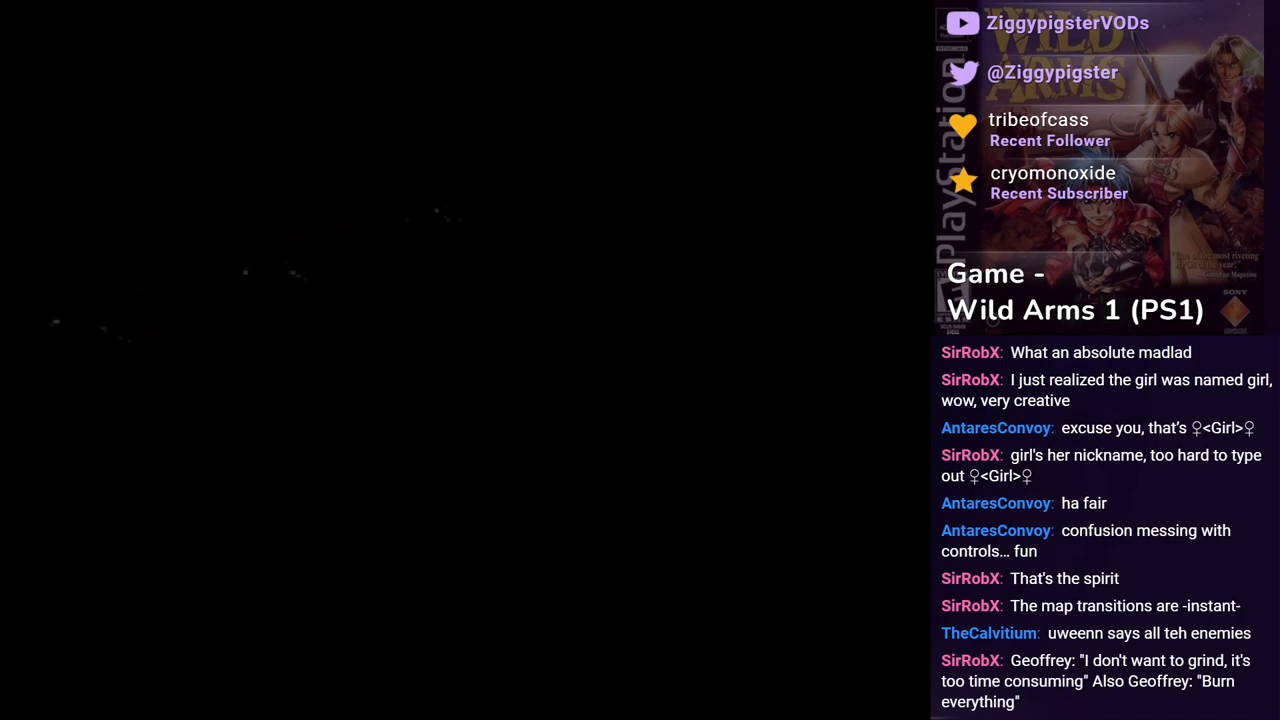 ZiggypigsterVODs
@Ziggypigster
tribeofcass
Recent Follower
cryomonoxide
Recent Subscriber
WILD
ARMS
PlayStation
SONY
Game -
Wild Arms 1 (PS1)
SirRobX: What an absolute madlad
SirRobX: I just realized the girl was named girl,
wow, very creative
AntaresConvoy: excuse you, that's ♀<Girl>♀
SirRobX: girl's her nickname, too hard to type
out ♀<Girl>♀
AntaresConvoy: ha fair
AntaresConvoy: confusion messing with
controls... fun
SirRobX: That's the spirit
SirRobX: The map transitions are -instant-
TheCalvitium: uweenn says all teh enemies
SirRobX: Geoffrey: "I don't want to grind, it's
too time consuming" Also Geoffrey: "Burn
everything"